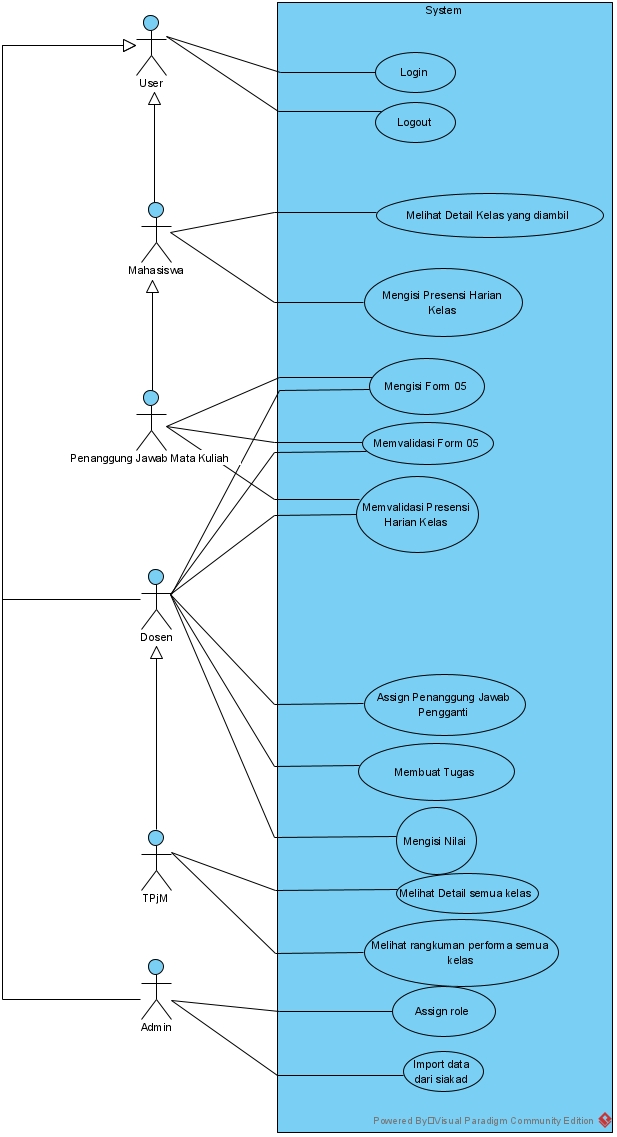 System
User
Login
Logout
Mahasiswa
Melihat Detail Kelas yang diambil
Mengisi Presensi Harian
Kelas
Penanggung Jawab Mata Kuliah
Mengisi Form 05
Memvalidasi Form 05
Memvalidasi Presensi
Harian Kelas
Dosen
Assign Penanggung Jawab
Pengganti
Membuat Tugas
Mengisi Nilai
TPjM
Melihat Detail semua kelas
Melihat rangkuman performa semua
kelas
Admin
Assign role
Import data
dari siakad
Powered By□Visual Paradigm Community Edition